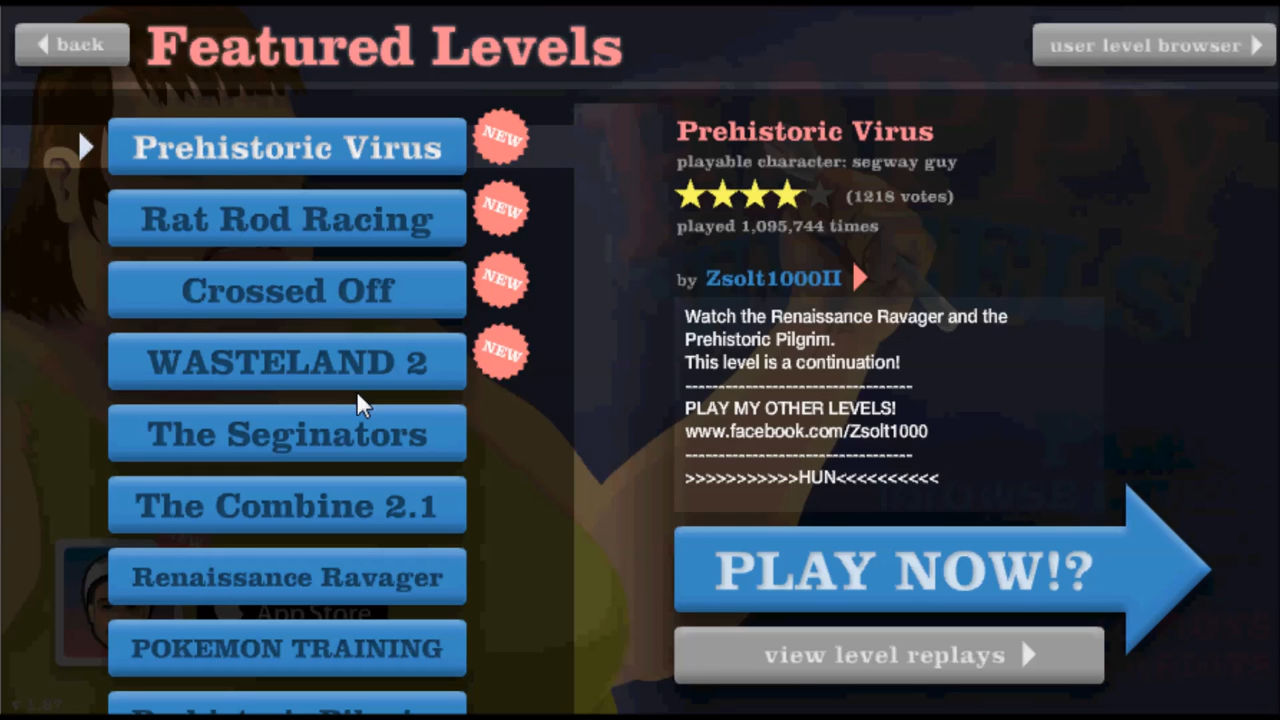 back
Featured Levels
user level browser
Prehistoric Virus
NEW
Rat Rod Racing
NEW
Crossed Off
NEW
WASTELAND 2
NEW
The Seginators
The Combine 2.1
Renaissance Ravager
App Store
POKEMON TRAINING
Prehistoric Virus
playable character: segway guy
(1218 votes)
played 1,095,744 times
by Zsolt1000II
Watch the Renaissance Ravager and the
Prehistoric Pilgrim.
This level is a continuation!
---------------------------------
PLAY MY OTHER LEVELS!
www.facebook.com/Zsolt1000
---------------------------------
>>>>>>>>>>>HUN<<<<<<<<<<
PLAY NOW!?
view level replays